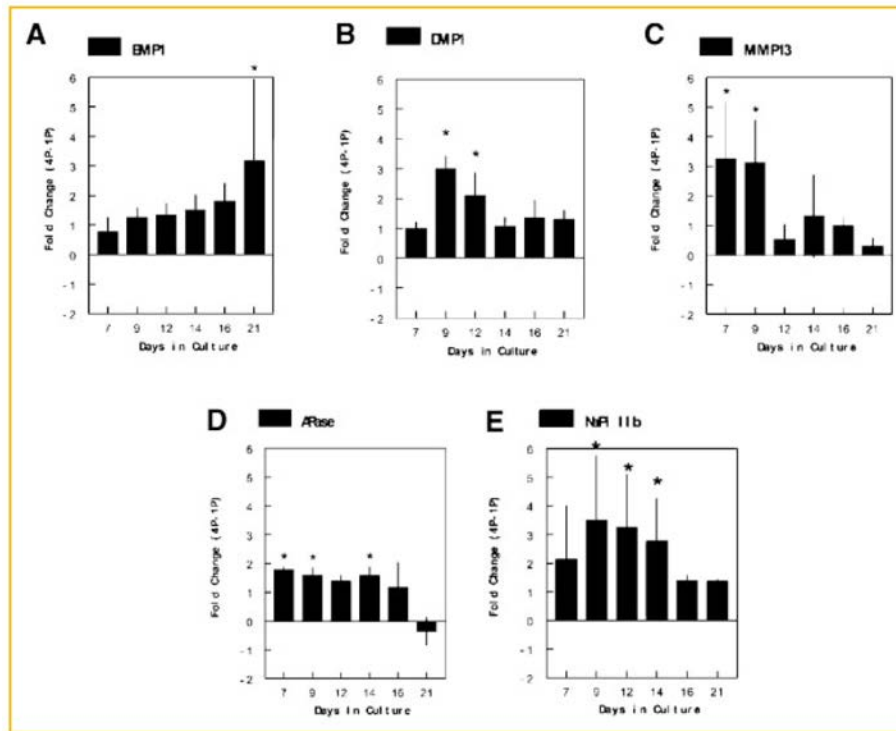 A
BMP1
*
6
5
4
3
2
1
0
-1
-2
Fold Change (4P-1P)
7 9 12 14 16 21
Days in Culture
B
DMP1
* *
6
5
4
3
2
1
0
-1
-2
Fold Change (4P-1P)
7 9 12 14 16 21
Days in Culture
C
MMP13
* *
6
5
4
3
2
1
0
-1
-2
Fold Change (4P-1P)
7 9 12 14 16 21
Days in Culture
D
APase
* * *
6
5
4
3
2
1
0
-1
-2
Fold Change (4P-1P)
7 9 12 14 16 21
Days in Culture
E
NaPi IIb
* * *
6
5
4
3
2
1
0
-1
-2
Fold Change (4P-1P)
7 9 12 14 16 21
Days in Culture